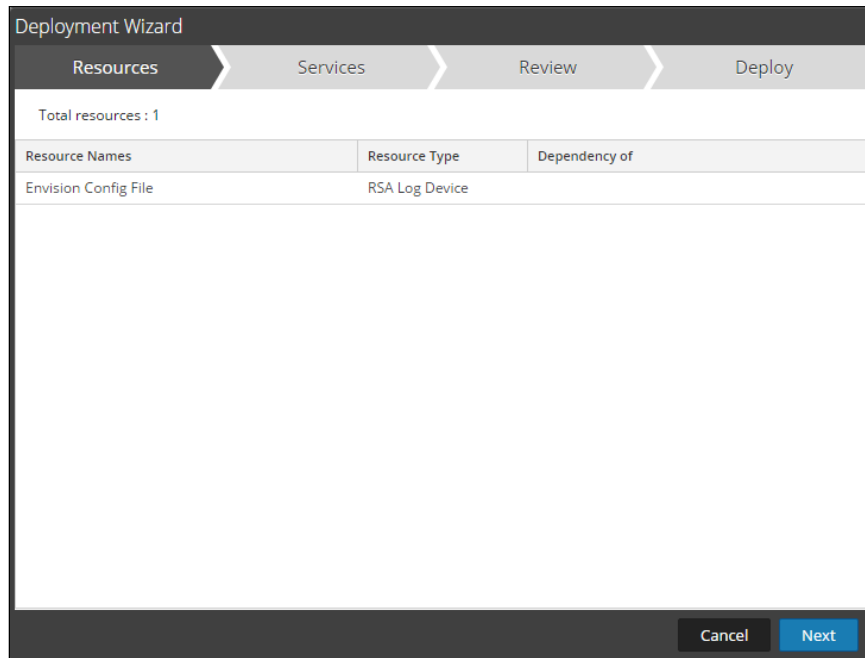 Deployment Wizard
Resources Services Review Deploy
Total resources : 1
Resource Names Resource Type Dependency of
Envision Config File RSA Log Device
Cancel Next